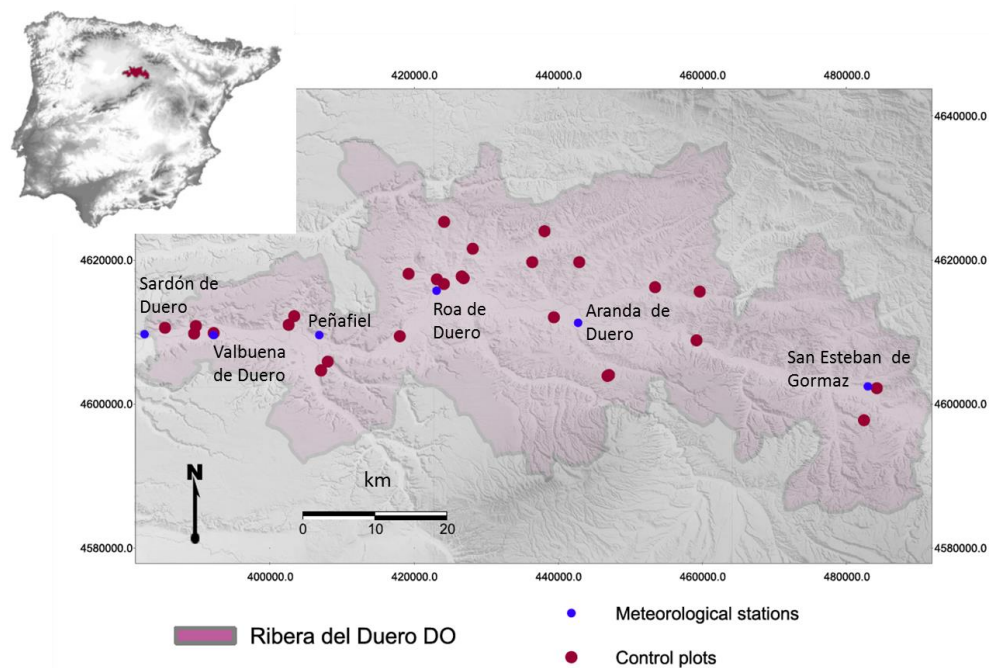 420000.0 440000.0 460000.0 480000.0
4640000.0
4620000.0 4620000.0
Sardón de
Duero
Peñafiel
Roa de
Duero
Aranda de
Duero
Valbuena
de Duero
San Esteban de
Gormaz
4600000.0 4600000.0
N
km
0 10 20
4580000.0 4580000.0
400000.0 420000.0 440000.0 460000.0 480000.0
Ribera del Duero DO
Meteorological stations
Control plots